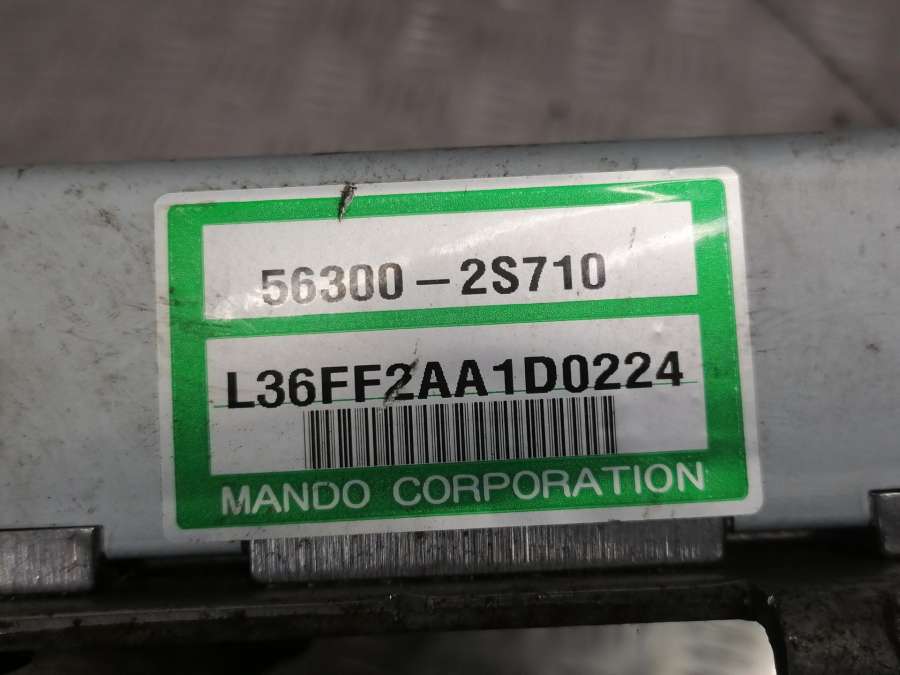 56300-2S710
L36FF2AA1D0224
MANDO CORPORATION